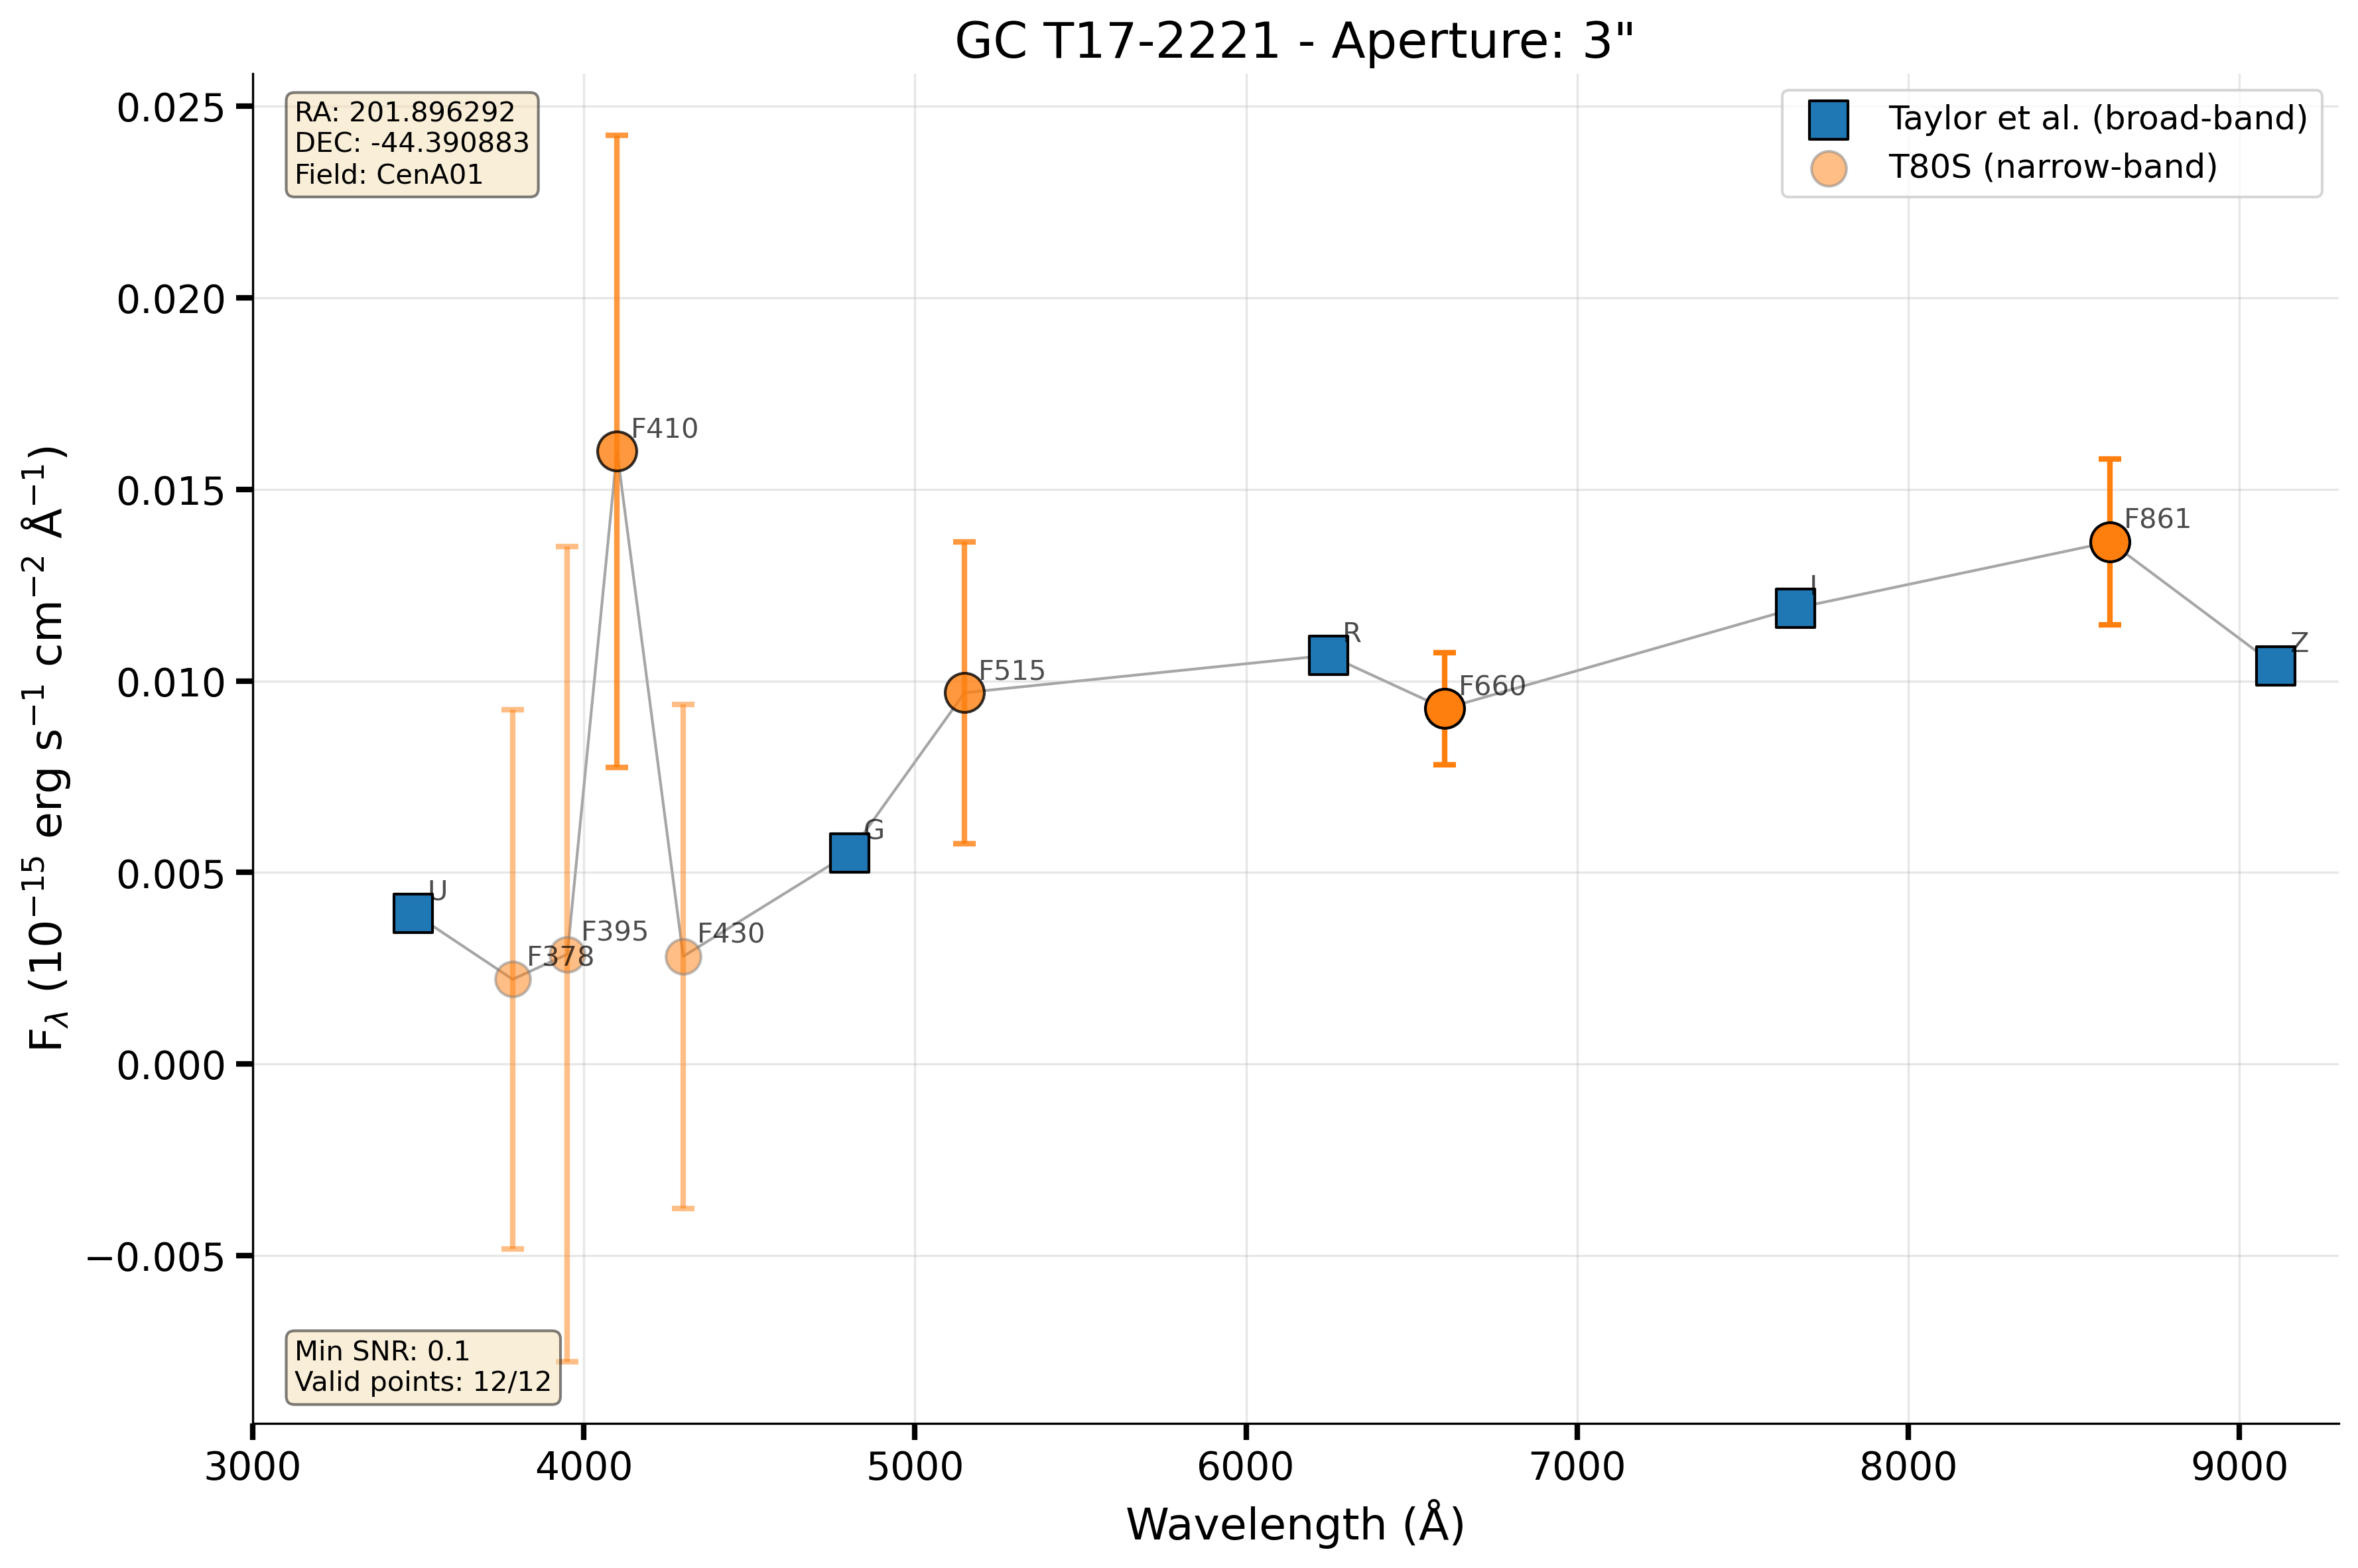 GC T17-2221 - Aperture: 3"
RA: 201.896292
DEC: -44.390883
Field: CenA01
Taylor et al. (broad-band)
T80S (narrow-band)
0.025
0.020
0.015
0.010
0.005
0.000
−0.005
F_λ (10⁻¹⁵ erg s⁻¹ cm⁻² Å⁻¹)
U
F378
F395
F410
F430
G
F515
R
F660
I
F861
Z
Min SNR: 0.1
Valid points: 12/12
3000 4000 5000 6000 7000 8000 9000
Wavelength (Å)